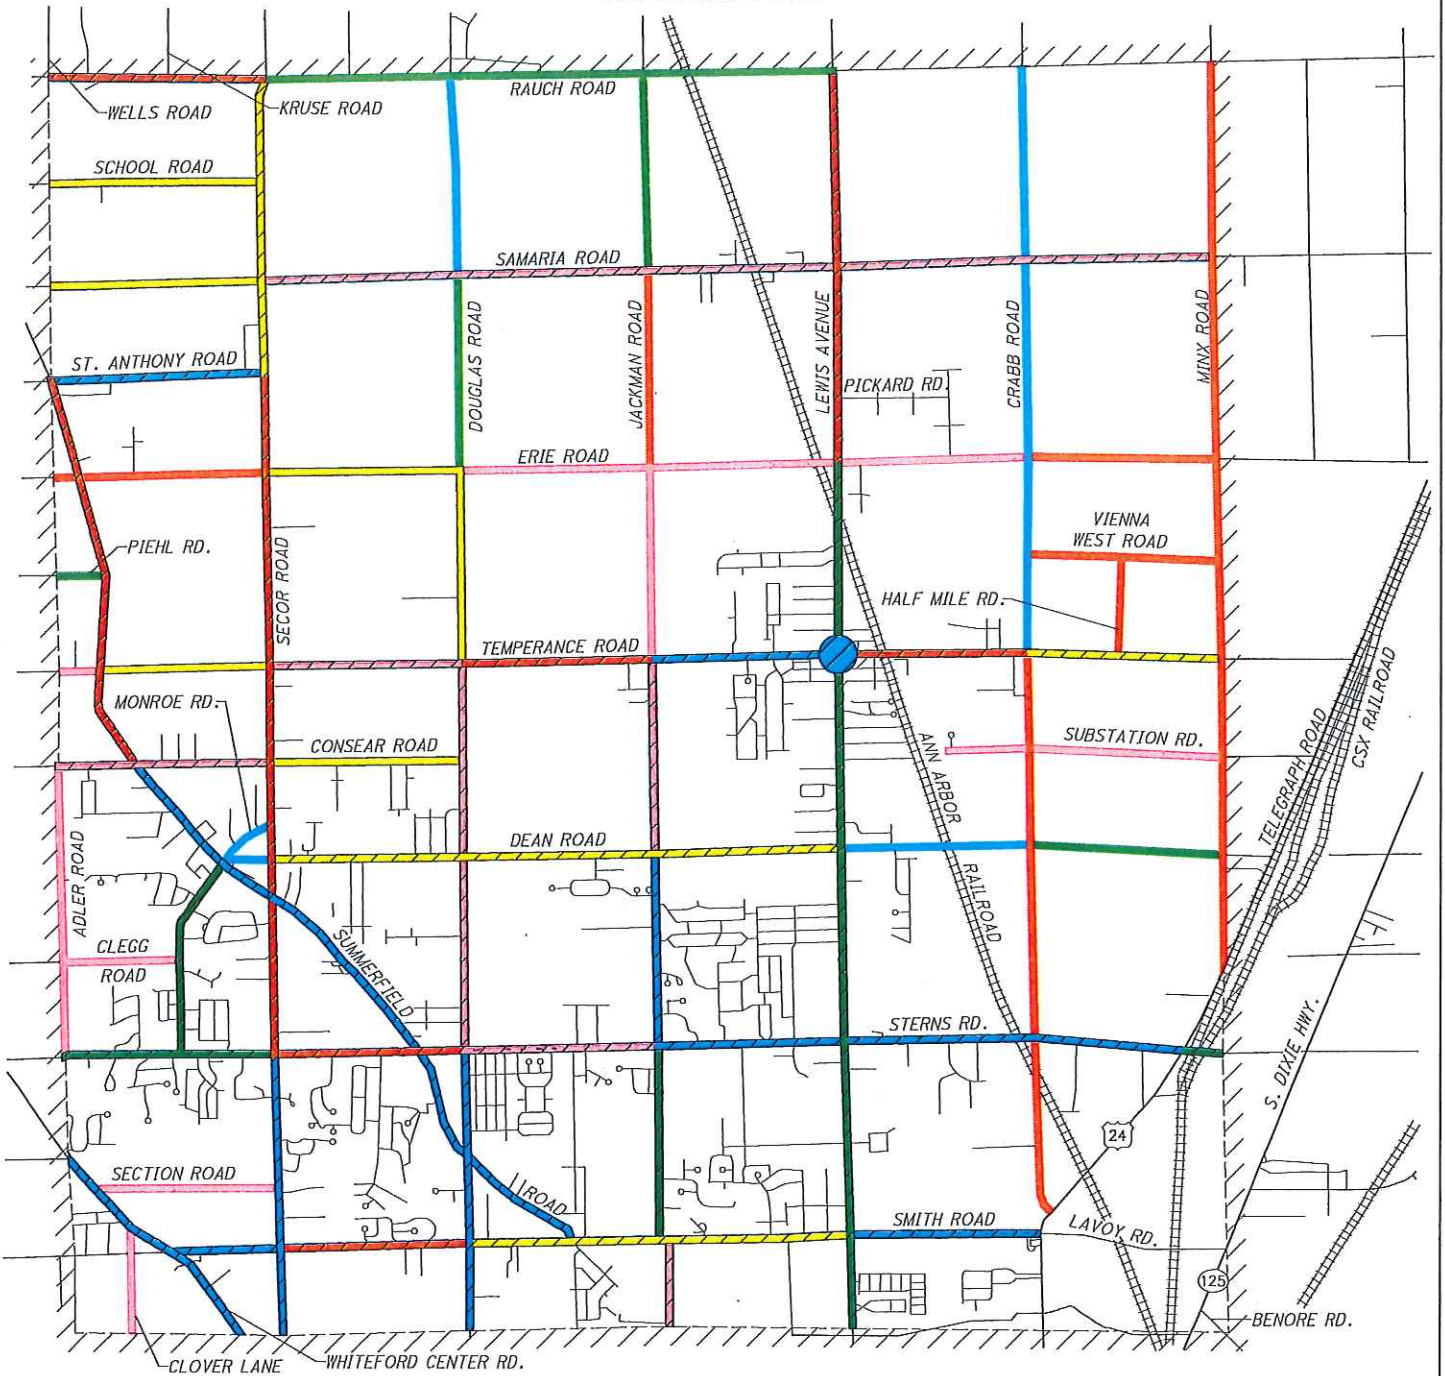 RAUCH ROAD
WELLS ROAD
KRUSE ROAD
SCHOOL ROAD
SAMARIA ROAD
DOUGLAS ROAD
JACKMAN ROAD
LEWIS AVENUE
CRABB ROAD
MINX ROAD
ST. ANTHONY ROAD
PICKARD RD.
ERIE ROAD
VIENNA
WEST ROAD
PIEHL RD.
SECOR ROAD
HALF MILE RD.
TEMPERANCE ROAD
MONROE RD.
CONSEAR ROAD
SUBSTATION RD.
ANN ARBOR
RAILROAD
TELEGRAPH ROAD
CSX RAILROAD
ADLER ROAD
DEAN ROAD
CLEGG
ROAD
SUMMERFIELD
ROAD
STERNS RD.
S. DIXIE HWY.
24
SECTION ROAD
SMITH ROAD
LAVOY RD.
125
BENORE RD.
CLOVER LANE
WHITEFORD CENTER RD.